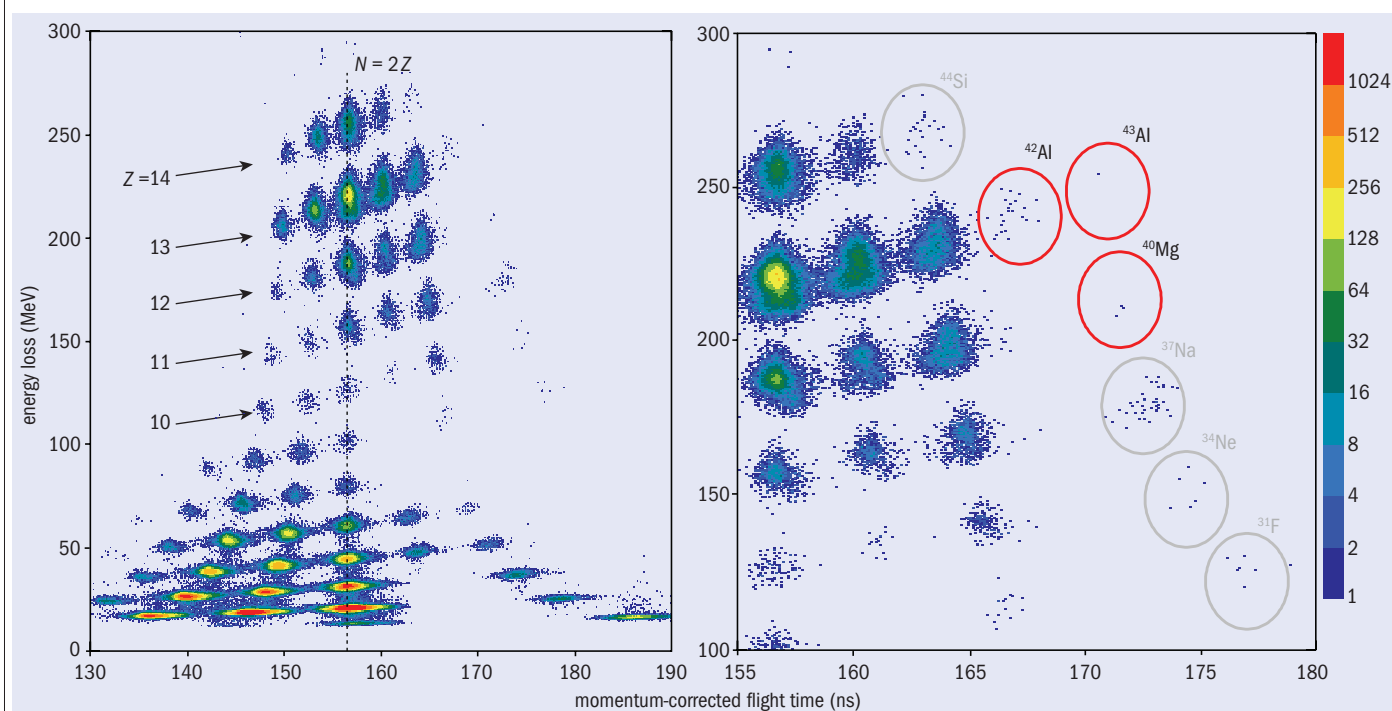 300
250
200
150
100
50
0
energy loss (MeV)
N = 2Z
Z =14
13
12
11
10
130 140 150 160 170 180 190
300
250
200
150
100
44Si
43Al
42Al
40Mg
37Na
34Ne
31F
155 160 165 170 175 180
momentum-corrected flight time (ns)
1024
512
256
128
64
32
16
8
4
2
1